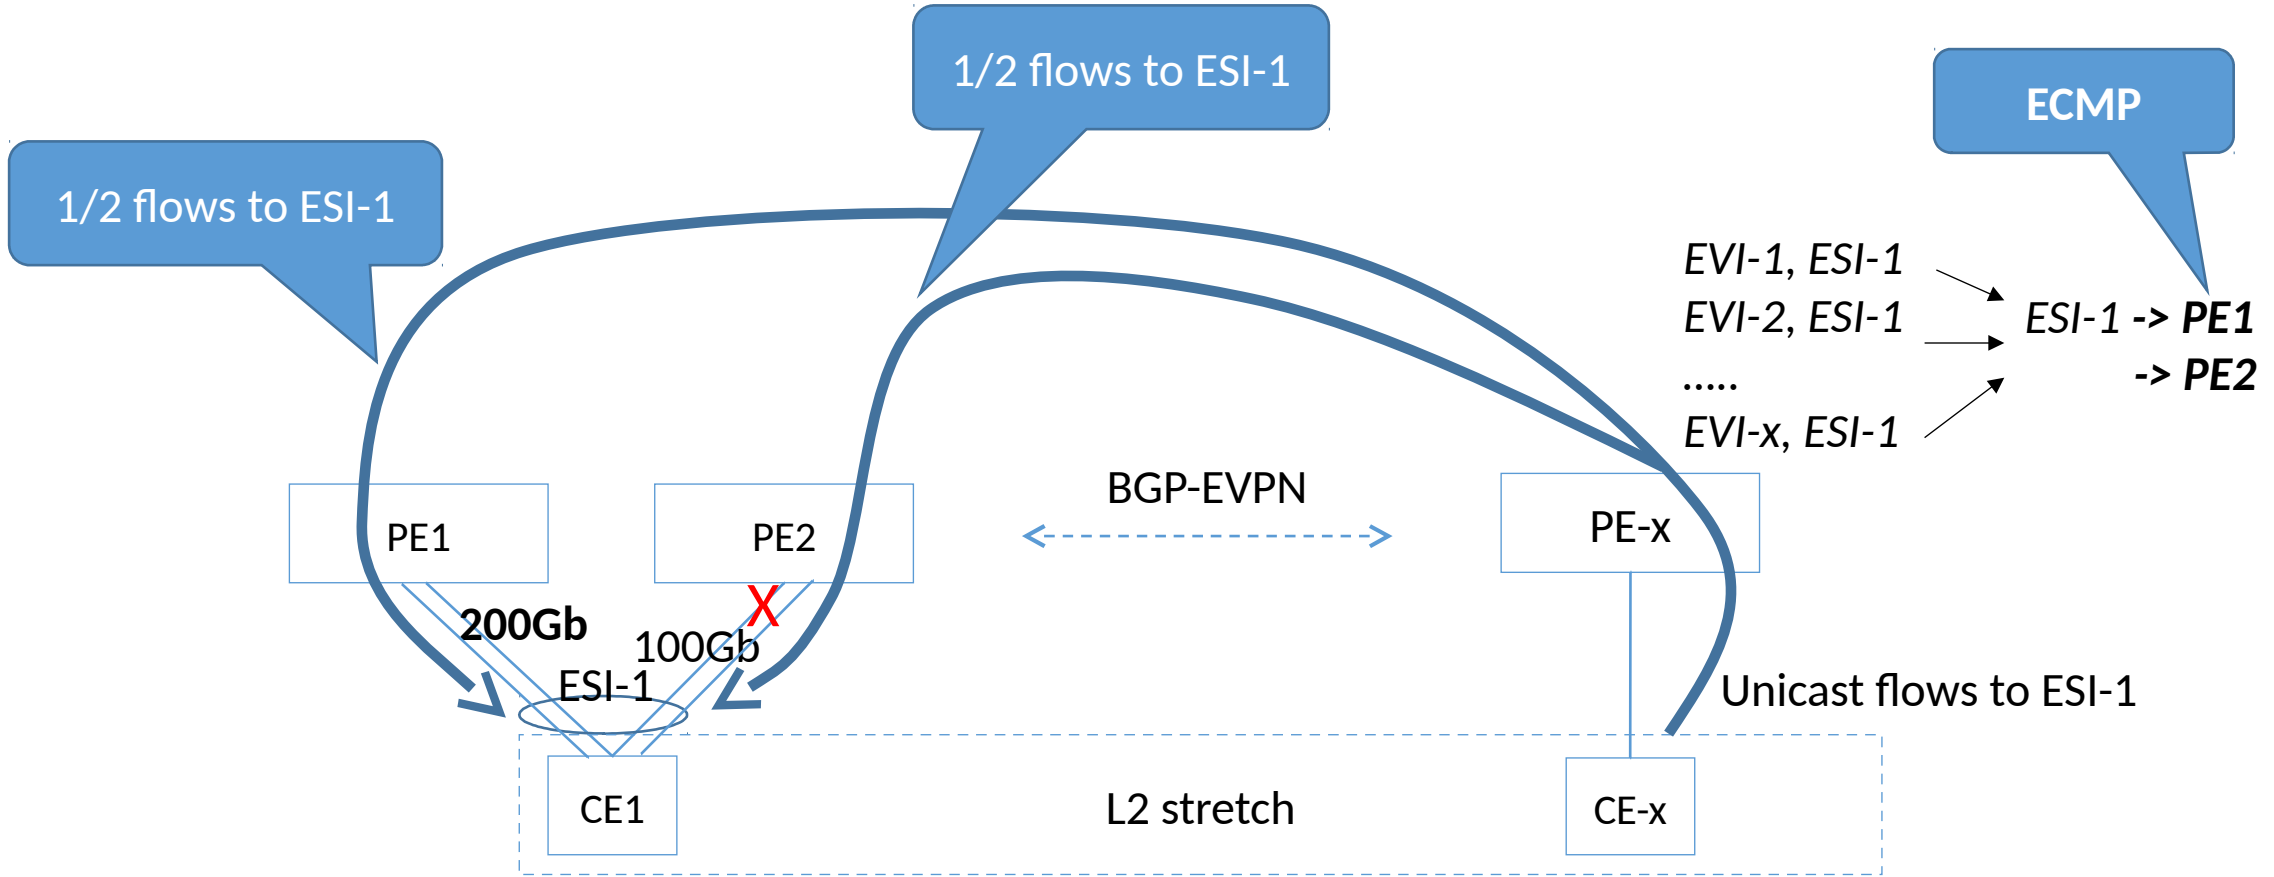 1/2 flows to ESI-1
ECMP
1/2 flows to ESI-1
EVI-1, ESI-1
EVI-2, ESI-1
.....
EVI-x, ESI-1
ESI-1 -> PE1
-> PE2
BGP-EVPN
PE1
PE2
PE-x
X
200Gb
100Gb
ESI-1
Unicast flows to ESI-1
CE1
L2 stretch
CE-x